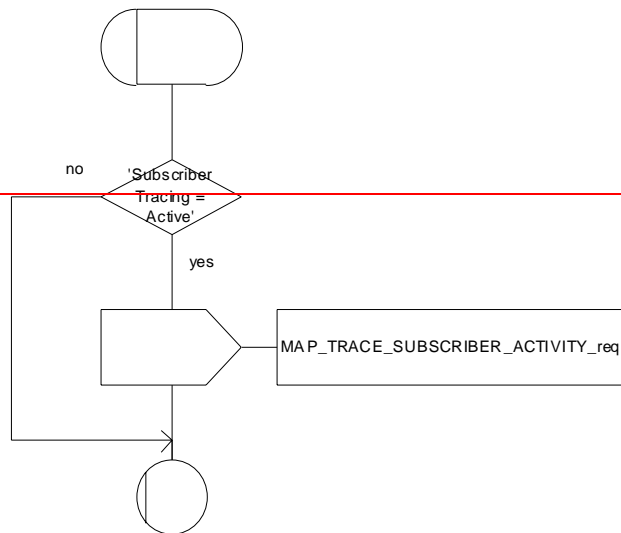 no
'Subscriber
Tracing =
Active'
yes
MAP_TRACE_SUBSCRIBER_ACTIVITY_req